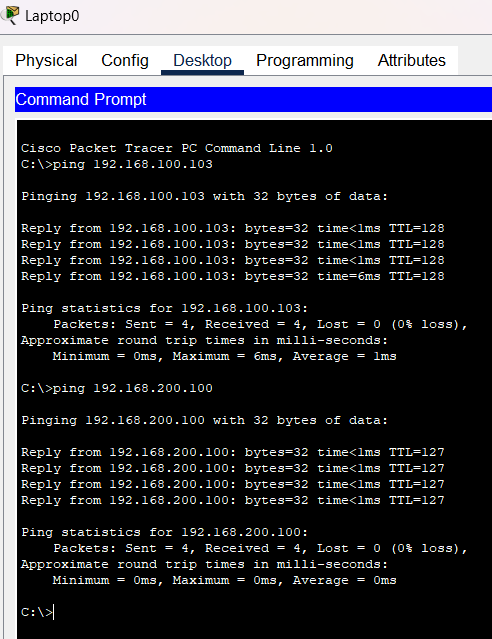 Laptop0
Physical Config Desktop Programming Attributes
Command Prompt
Cisco Packet Tracer PC Command Line 1.0
C:\>ping 192.168.100.103
Pinging 192.168.100.103 with 32 bytes of data:
Reply from 192.168.100.103: bytes=32 time<1ms TTL=128
Reply from 192.168.100.103: bytes=32 time<1ms TTL=128
Reply from 192.168.100.103: bytes=32 time<1ms TTL=128
Reply from 192.168.100.103: bytes=32 time=6ms TTL=128
Ping statistics for 192.168.100.103:
    Packets: Sent = 4, Received = 4, Lost = 0 (0% loss),
Approximate round trip times in milli-seconds:
    Minimum = 0ms, Maximum = 6ms, Average = 1ms
C:\>ping 192.168.200.100
Pinging 192.168.200.100 with 32 bytes of data:
Reply from 192.168.200.100: bytes=32 time<1ms TTL=127
Reply from 192.168.200.100: bytes=32 time<1ms TTL=127
Reply from 192.168.200.100: bytes=32 time<1ms TTL=127
Reply from 192.168.200.100: bytes=32 time<1ms TTL=127
Ping statistics for 192.168.200.100:
    Packets: Sent = 4, Received = 4, Lost = 0 (0% loss),
Approximate round trip times in milli-seconds:
    Minimum = 0ms, Maximum = 0ms, Average = 0ms
C:\>